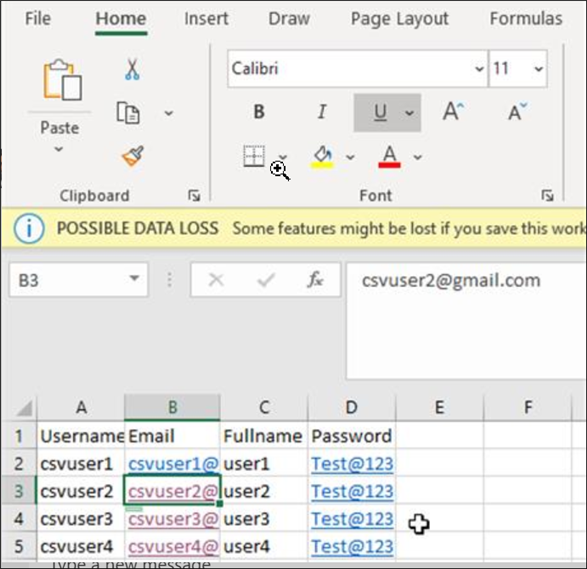 File Home Insert Draw Page Layout Formulas
Calibri 11
Paste B I U A A
A
Clipboard Font
POSSIBLE DATA LOSS Some features might be lost if you save this work
B3 fx csvuser2@gmail.com
A B C D E F
1 Username Email Fullname Password
2 csvuser1 csvuser1@ user1 Test@123
3 csvuser2 csvuser2@ user2 Test@123
4 csvuser3 csvuser3@ user3 Test@123
5 csvuser4 csvuser4@ user4 Test@123
Type a new message